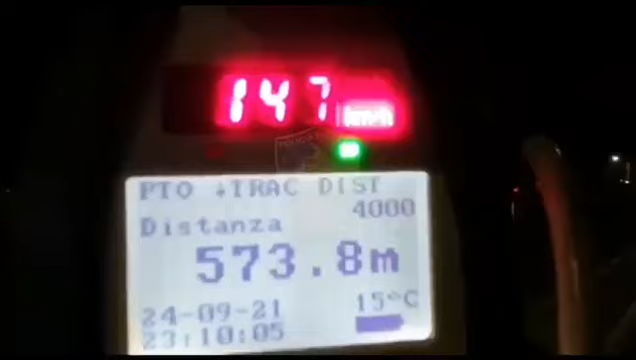 147 km/h
PTO ↓TRAC DIST
4000
Distanza
573.8m
24-09-21 15°C
23:10:05